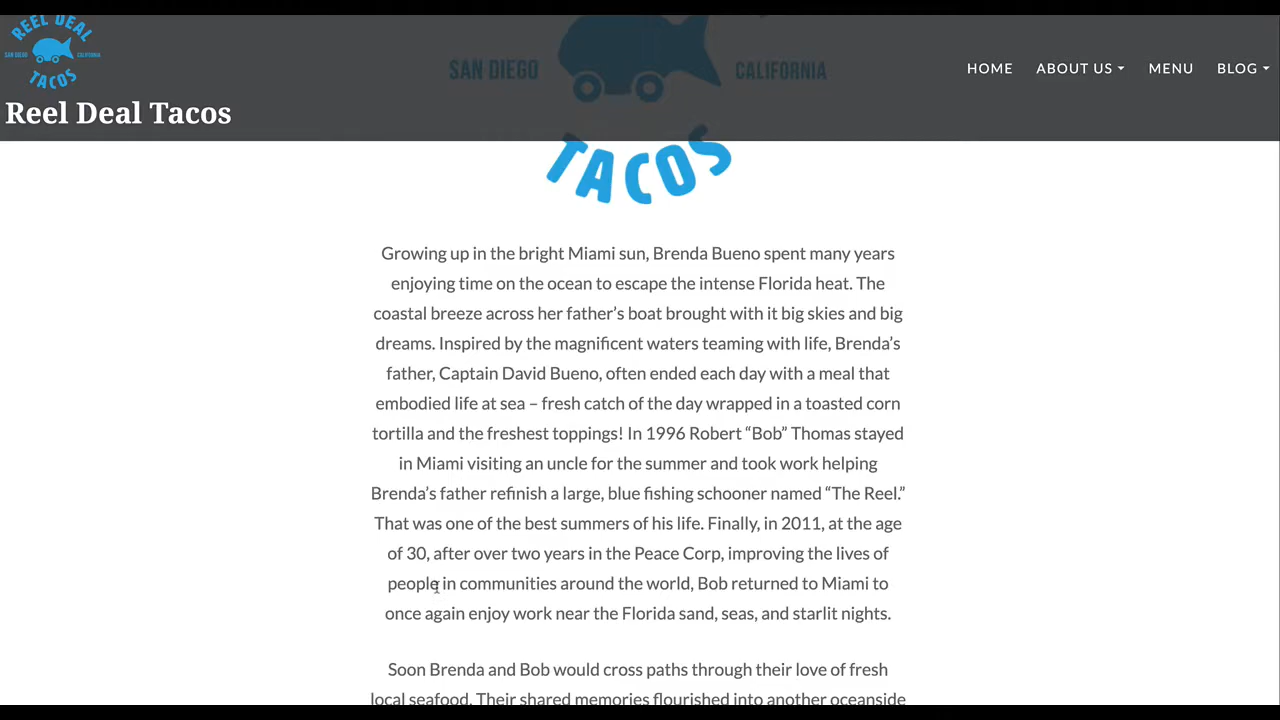 REEL DEAL
SAN DIEGO CALIFORNIA
TACOS
Reel Deal Tacos
HOME ABOUT US MENU BLOG
SAN DIEGO CALIFORNIA
TACOS
Growing up in the bright Miami sun, Brenda Bueno spent many years
enjoying time on the ocean to escape the intense Florida heat. The
coastal breeze across her father’s boat brought with it big skies and big
dreams. Inspired by the magnificent waters teaming with life, Brenda’s
father, Captain David Bueno, often ended each day with a meal that
embodied life at sea – fresh catch of the day wrapped in a toasted corn
tortilla and the freshest toppings! In 1996 Robert “Bob” Thomas stayed
in Miami visiting an uncle for the summer and took work helping
Brenda’s father refinish a large, blue fishing schooner named “The Reel.”
That was one of the best summers of his life. Finally, in 2011, at the age
of 30, after over two years in the Peace Corp, improving the lives of
people in communities around the world, Bob returned to Miami to
once again enjoy work near the Florida sand, seas, and starlit nights.
Soon Brenda and Bob would cross paths through their love of fresh
local seafood. Their shared memories flourished into another oceanside